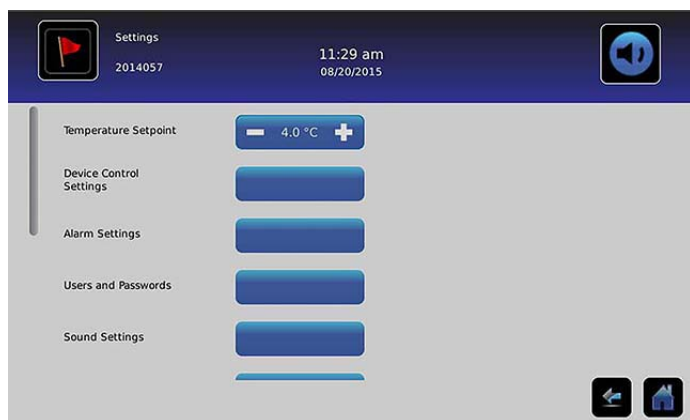 Settings
2014057
11:29 am
08/20/2015
Temperature Setpoint
4.0 °C
Device Control
Settings
Alarm Settings
Users and Passwords
Sound Settings